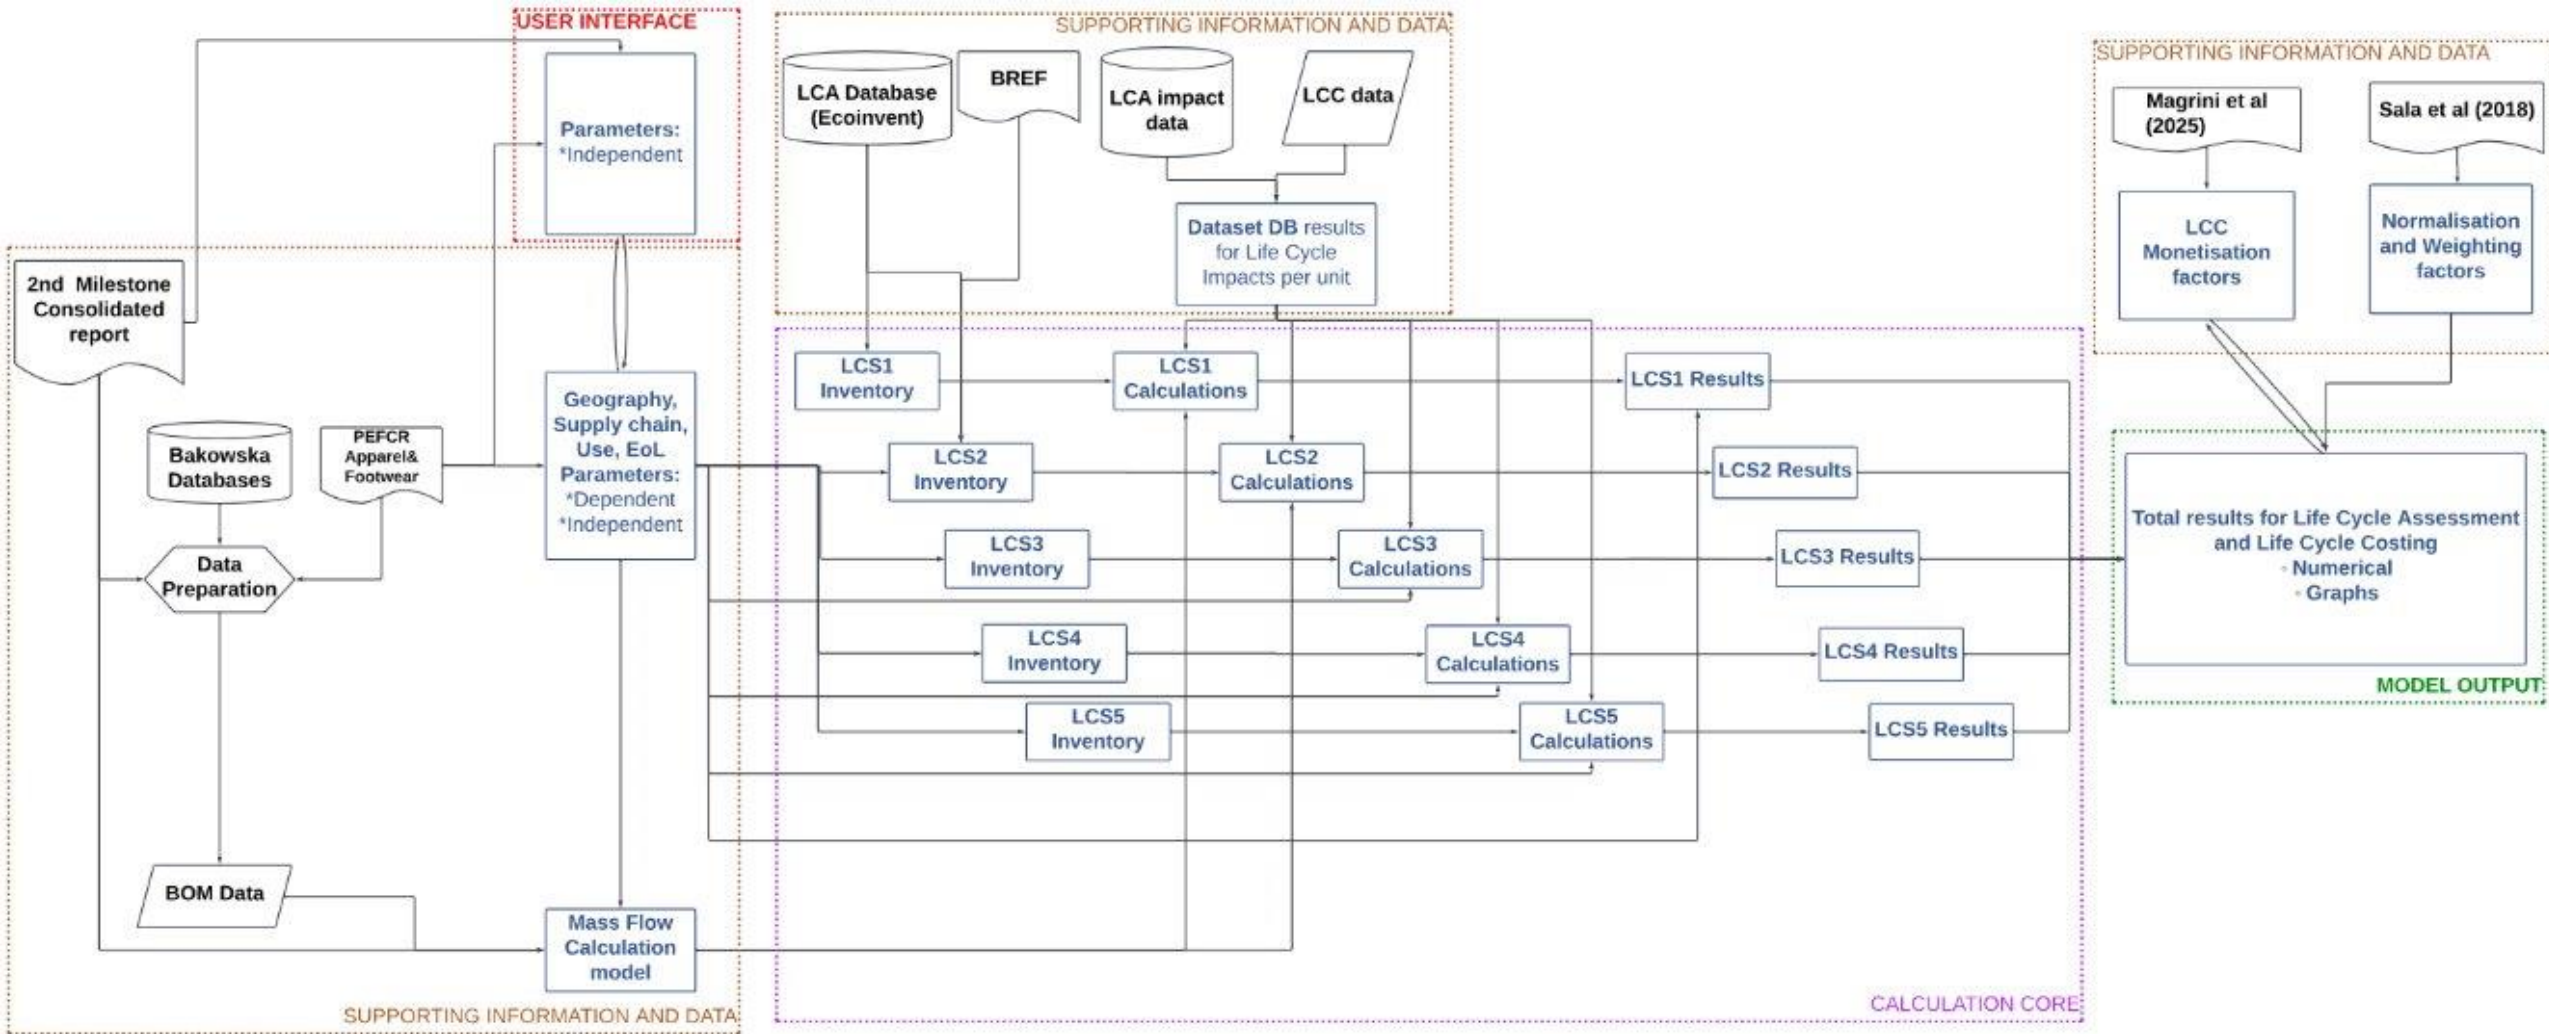 USER INTERFACE
Parameters:
*Independent
2nd Milestone
Consolidated
report
Bakowska
Databases
PEFCR
Apparel&
Footwear
Geography,
Supply chain,
Use, EoL
Parameters:
*Dependent
*Independent
Data
Preparation
BOM Data
Mass Flow
Calculation
model
SUPPORTING INFORMATION AND DATA
SUPPORTING INFORMATION AND DATA
LCA Database
(Ecoinvent)
BREF
LCA impact
data
LCC data
Dataset DB results
for Life Cycle
Impacts per unit
LCS1
Inventory
LCS1
Calculations
LCS1 Results
LCS2
Inventory
LCS2
Calculations
LCS2 Results
LCS3
Inventory
LCS3
Calculations
LCS3 Results
LCS4
Inventory
LCS4
Calculations
LCS4 Results
LCS5
Inventory
LCS5
Calculations
LCS5 Results
CALCULATION CORE
SUPPORTING INFORMATION AND DATA
Magrini et al
(2025)
Sala et al (2018)
LCC
Monetisation
factors
Normalisation
and Weighting
factors
Total results for Life Cycle Assessment
and Life Cycle Costing
◦ Numerical
◦ Graphs
MODEL OUTPUT